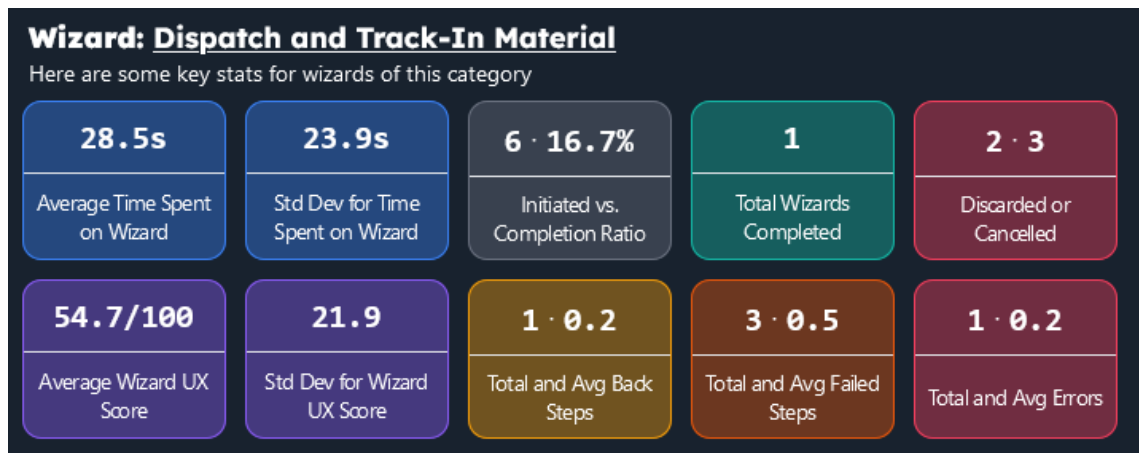 Wizard: Dispatch and Track-In Material
Here are some key stats for wizards of this category
28.5s
Average Time Spent
on Wizard
23.9s
Std Dev for Time
Spent on Wizard
6 · 16.7%
Initiated vs.
Completion Ratio
1
Total Wizards
Completed
2 · 3
Discarded or
Cancelled
54.7/100
Average Wizard UX
Score
21.9
Std Dev for Wizard
UX Score
1 · 0.2
Total and Avg Back
Steps
3 · 0.5
Total and Avg Failed
Steps
1 · 0.2
Total and Avg Errors